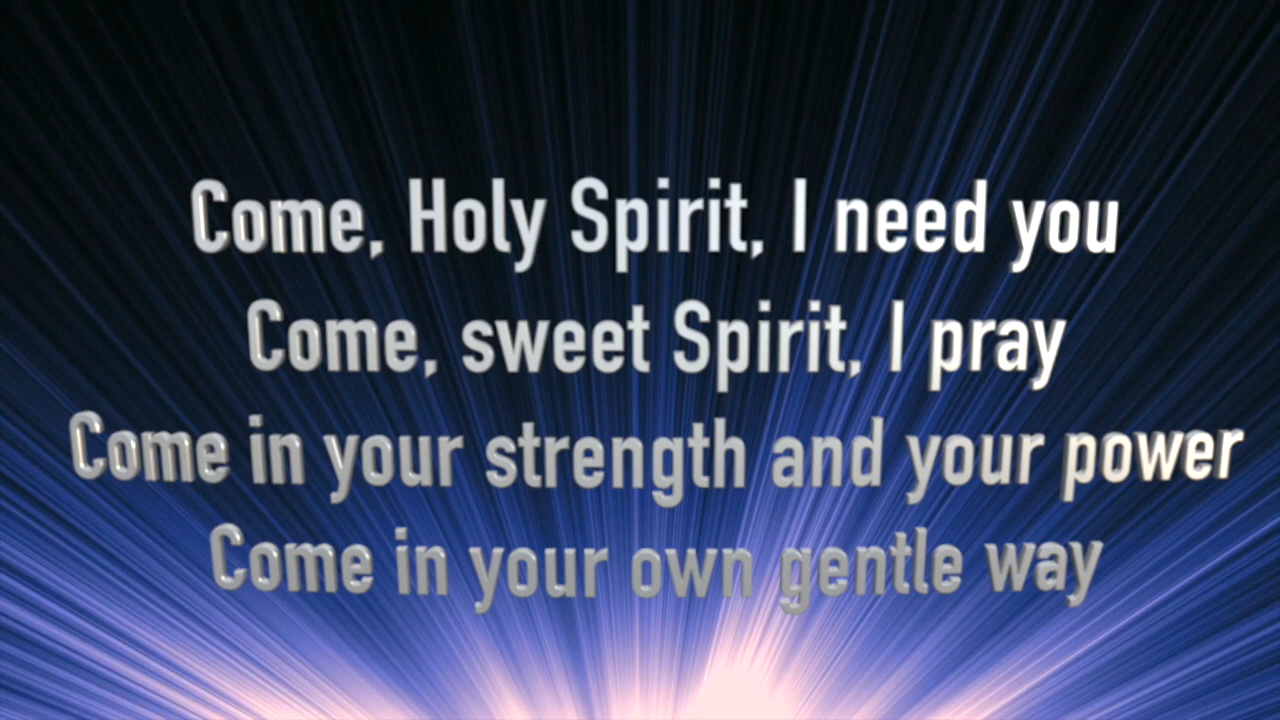 Come, Holy Spirit, I need you
Come, sweet Spirit, I pray
Come in your strength and your power
Come in your own gentle way